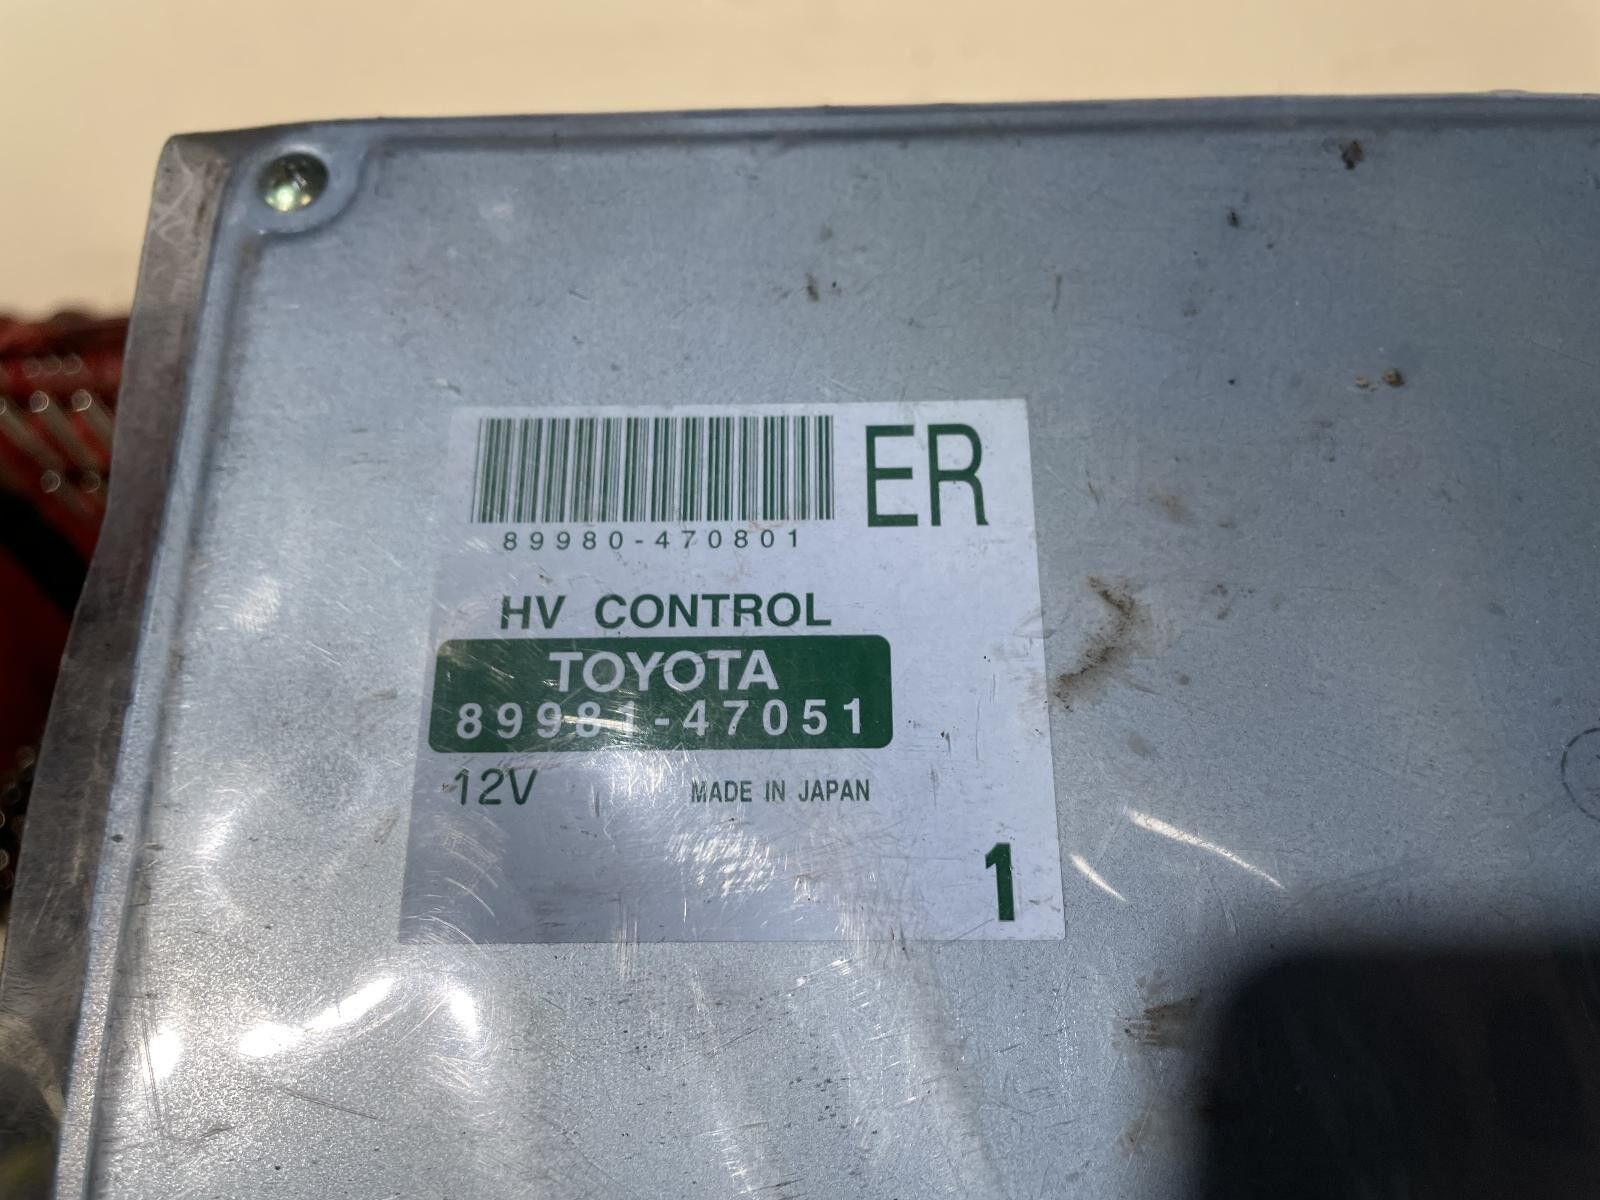 ER
89980-470801
HV CONTROL
TOYOTA
89981-47051
12V MADE IN JAPAN
1